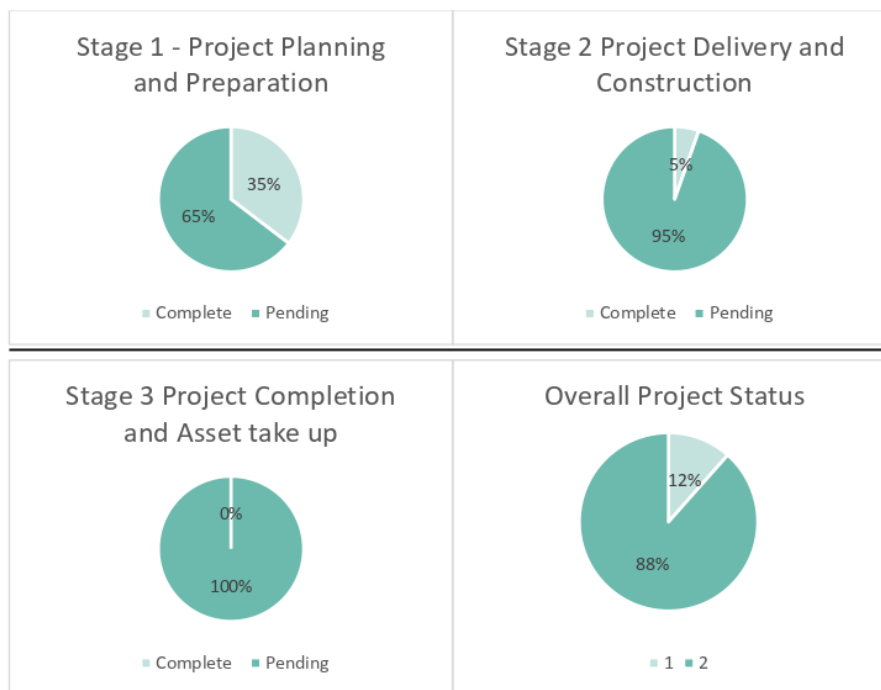 Stage 1 - Project Planning
and Preparation
35%
65%
Complete Pending
Stage 2 Project Delivery and
Construction
5%
95%
Complete Pending
Stage 3 Project Completion
and Asset take up
0%
100%
Complete Pending
Overall Project Status
12%
88%
1 2